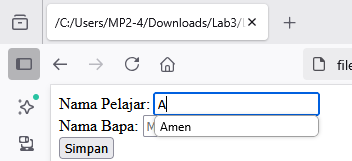 /C:/Users/MP2-4/Downloads/Lab3/
file
Nama Pelajar: A
Nama Bapa: M
Amen
Simpan